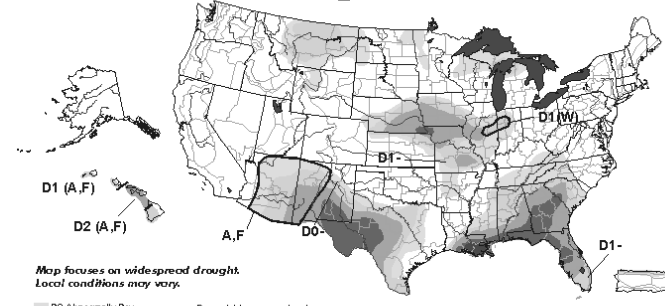 D1(W)
D1-
D1 (A,F)
D2 (A,F)
A,F
D0-
D1-
Map focuses on widespread drought.
Local conditions may vary.